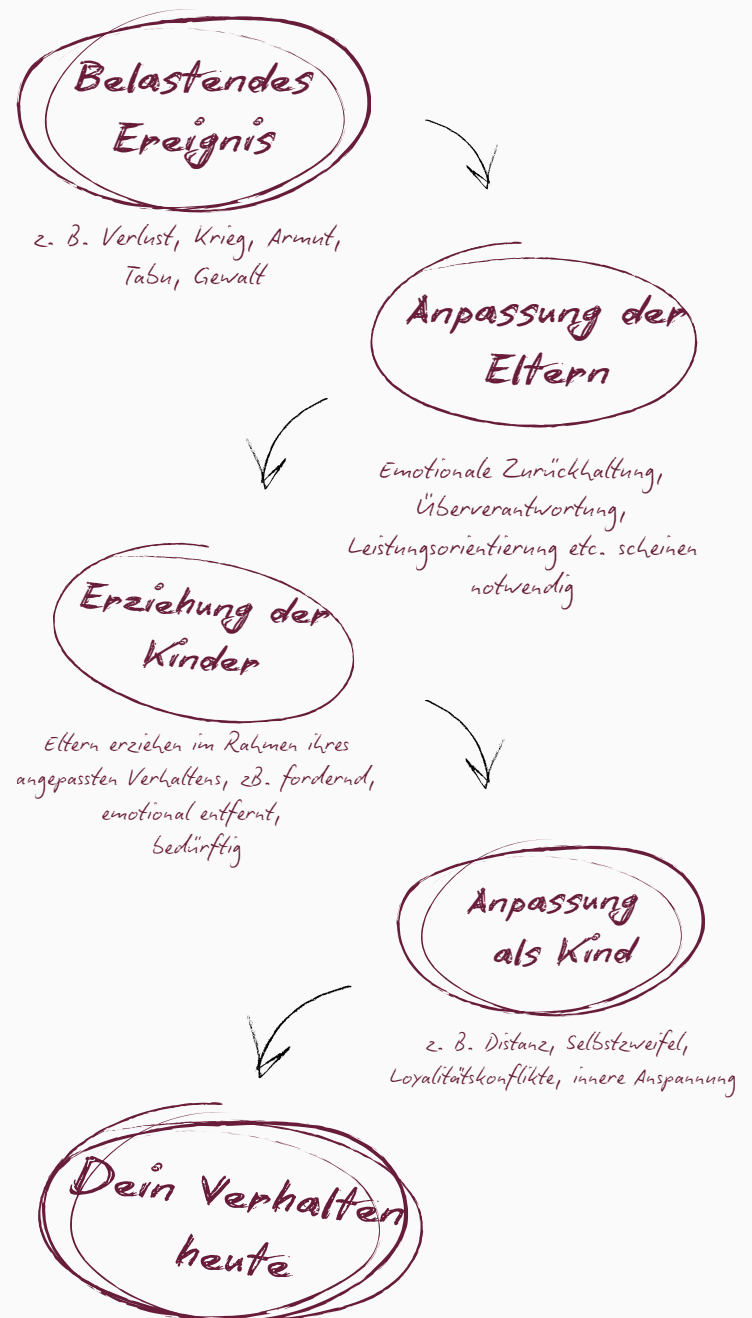 Belastendes
Ereignis
z. B. Verlust, Krieg, Armut,
Tabu, Gewalt
Anpassung der
Eltern
Emotionale Zurückhaltung,
Überverantwortung,
Leistungsorientierung etc. scheinen
notwendig
Erziehung der
Kinder
Eltern erziehen im Rahmen ihres
angepassten Verhaltens, zB. fordernd,
emotional entfernt,
bedürftig
Anpassung
als Kind
z. B. Distanz, Selbstzweifel,
Loyalitätskonflikte, innere Anspannung
Dein Verhalten
heute